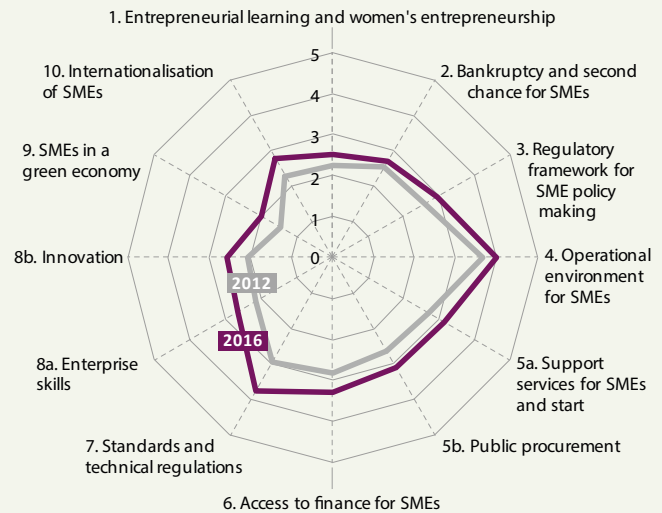 1. Entrepreneurial learning and women's entrepreneurship
5
10. Internationalisation
of SMEs
2. Bankruptcy and second
chance for SMEs
4
3
9. SMEs in a
green economy
3. Regulatory
framework for
SME policy
making
2
1
8b. Innovation
0
4. Operational
environment
for SMEs
2012
2016
8a. Enterprise
skills
5a. Support
services for SMEs
and start
7. Standards and
technical regulations
5b. Public procurement
6. Access to finance for SMEs